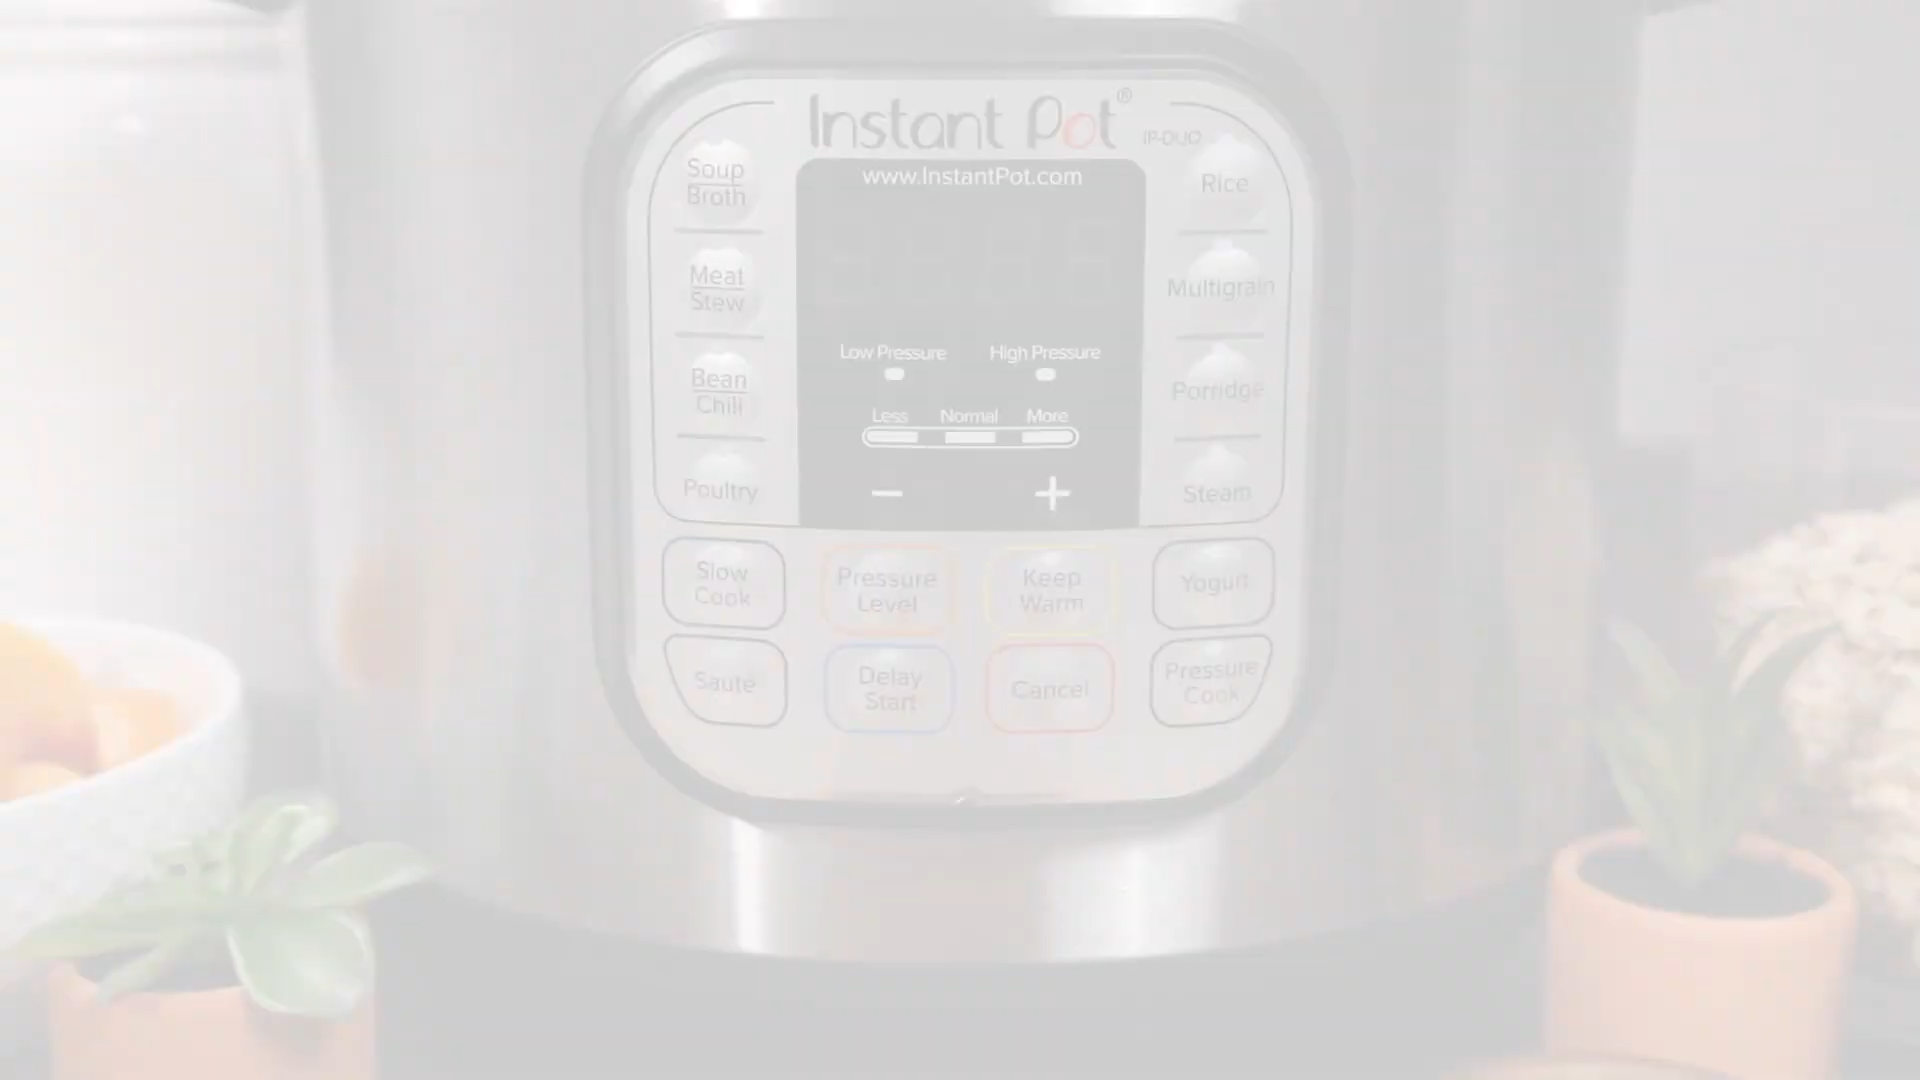 Instant Pot®
IP-DUO
www.InstantPot.com
Soup
Broth
Meat
Stew
Bean
Chili
Poultry
Rice
Multigrain
Porridge
Steam
Low Pressure
High Pressure
Less
Normal
More
−
+
Slow
Cook
Pressure
Level
Keep
Warm
Yogurt
Sauté
Delay
Start
Cancel
Pressure
Cook